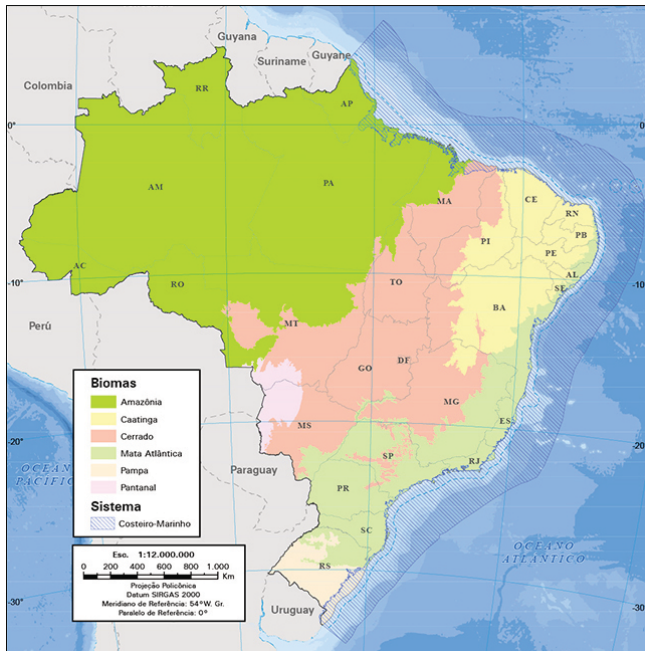 Guyana
Suriname
Guyane
Colombia
RR
AP
0°
0°
AM
PA
MA
CE
RN
PB
PI
PE
AC
AL
-10°
RO
TO
SE
-10°
BA
Perú
MT
DF
GO
Biomas
Amazônia
Caatinga
Cerrado
Mata Atlântica
Pampa
Pantanal
Sistema
Costeiro-Marinho
MG
MS
ES
-20°
-20°
SP
RJ
OCEANO
PACÍFICO
Paraguay
PR
SC
Esc. 1:12.000.000
0 200 400 600 800 1.000
Km
Projeção Policônica
Datum SIRGAS 2000
Meridiano de Referência: 54°W. Gr.
Paralelo de Referência: 0°
RS
OCEANO
ATLÂNTICO
-30°
-30°
Uruguay